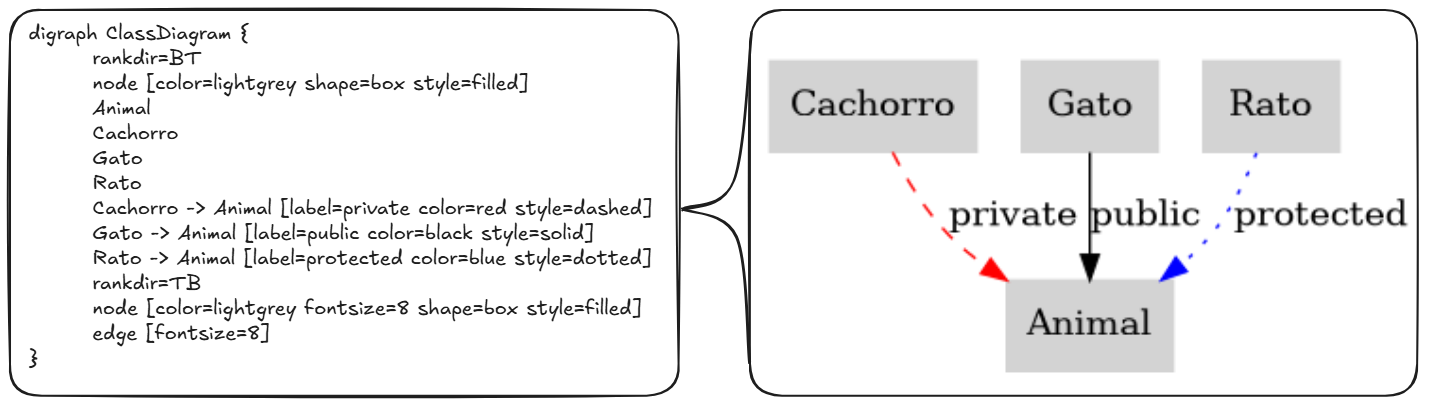 digraph ClassDiagram {
rankdir=BT
node [color=lightgrey shape=box style=filled]
Animal
Cachorro
Gato
Rato
Cachorro -> Animal [label=private color=red style=dashed]
Gato -> Animal [label=public color=black style=solid]
Rato -> Animal [label=protected color=blue style=dotted]
rankdir=TB
node [color=lightgrey fontsize=8 shape=box style=filled]
edge [fontsize=8]
}
Cachorro Gato Rato
private public protected
Animal